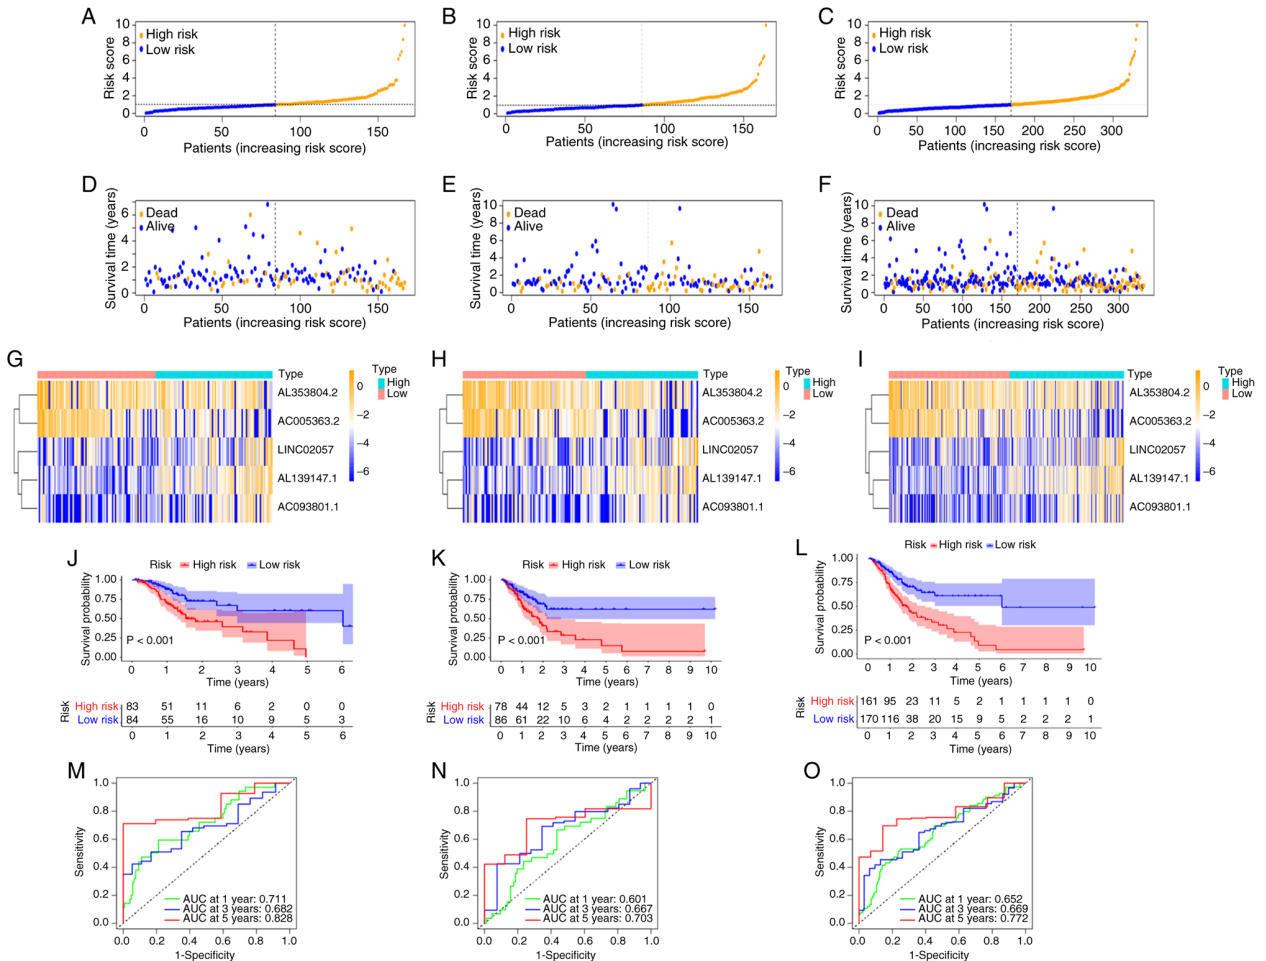 A
Risk score
10
8
6
4
2
0
High risk
Low risk
0 50 100 150
Patients (increasing risk score)
B
Risk score
10
8
6
4
2
0
High risk
Low risk
0 50 100 150
Patients (increasing risk score)
C
Risk score
10
8
6
4
2
0
High risk
Low risk
0 50 100 150 200 250 300
Patients (increasing risk score)
D
Survival time (years)
6
4
2
0
Dead
Alive
0 50 100 150
Patients (increasing risk score)
E
Survival time (years)
10
8
6
4
2
0
Dead
Alive
0 50 100 150
Patients (increasing risk score)
F
Survival time (years)
10
8
6
4
2
0
Dead
Alive
0 50 100 150 200 250 300
Patients (increasing risk score)
G
Type
AL353804.2
AC005363.2
LINC02057
AL139147.1
AC093801.1
0
−2
−4
−6
Type
High
Low
H
Type
AL353804.2
AC005363.2
LINC02057
AL139147.1
AC093801.1
0
−2
−4
−6
Type
High
Low
I
Type
AL353804.2
AC005363.2
LINC02057
AL139147.1
AC093801.1
0
−2
−4
−6
Type
High
Low
J
Risk High risk Low risk
Survival probability
1.00
0.75
0.50
0.25
0.00
P < 0.001
0 1 2 3 4 5 6
Time (years)
Risk
High risk 83 51 11 6 2 0 0
Low risk 84 55 16 10 9 5 3
0 1 2 3 4 5 6
Time (years)
K
Risk High risk Low risk
Survival probability
1.00
0.75
0.50
0.25
0.00
P < 0.001
0 1 2 3 4 5 6 7 8 9 10
Time (years)
Risk
High risk 78 44 12 5 3 2 1 1 1 1 0
Low risk 86 61 22 10 6 4 2 2 2 2 1
0 1 2 3 4 5 6 7 8 9 10
Time (years)
L
Risk High risk Low risk
Survival probability
1.00
0.75
0.50
0.25
0.00
P < 0.001
0 1 2 3 4 5 6 7 8 9 10
Time (years)
Risk
High risk 161 95 23 11 5 2 1 1 1 1 0
Low risk 170 116 38 20 15 9 5 2 2 2 1
0 1 2 3 4 5 6 7 8 9 10
Time (years)
M
Sensitivity
1.0
0.8
0.6
0.4
0.2
0.0
AUC at 1 year: 0.711
AUC at 3 years: 0.682
AUC at 5 years: 0.828
0.0 0.2 0.4 0.6 0.8 1.0
1-Specificity
N
Sensitivity
1.0
0.8
0.6
0.4
0.2
0.0
AUC at 1 year: 0.601
AUC at 3 years: 0.667
AUC at 5 years: 0.703
0.0 0.2 0.4 0.6 0.8 1.0
1-Specificity
O
Sensitivity
1.0
0.8
0.6
0.4
0.2
0.0
AUC at 1 year: 0.652
AUC at 3 years: 0.669
AUC at 5 years: 0.772
0.0 0.2 0.4 0.6 0.8 1.0
1-Specificity